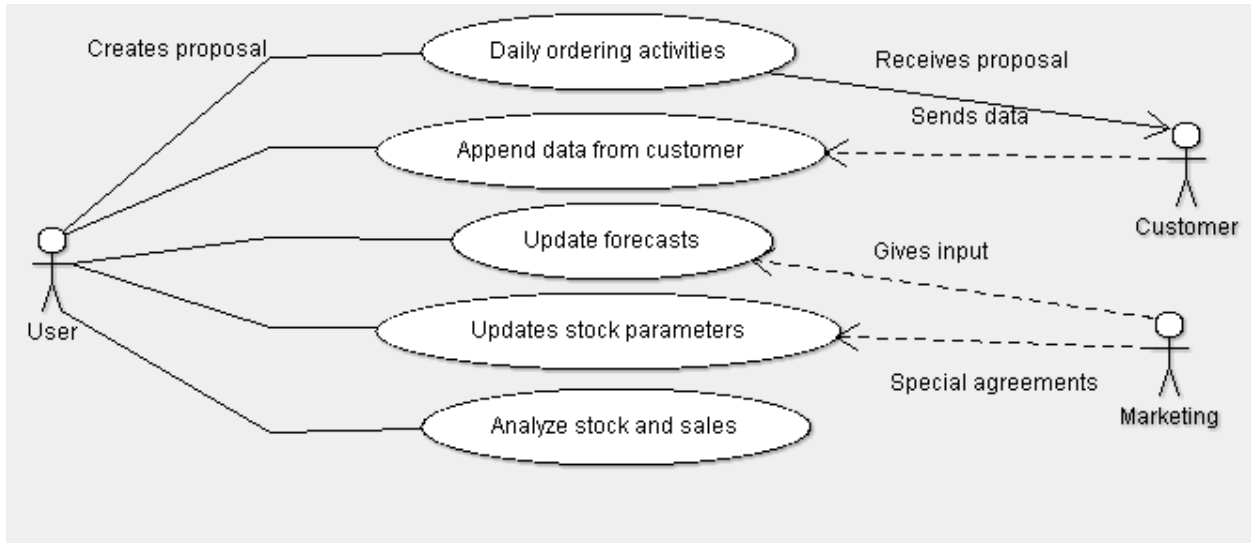 Creates proposal
Daily ordering activities
Receives proposal
Sends data
Append data from customer
Customer
Update forecasts
Gives input
User
Updates stock parameters
Special agreements
Marketing
Analyze stock and sales